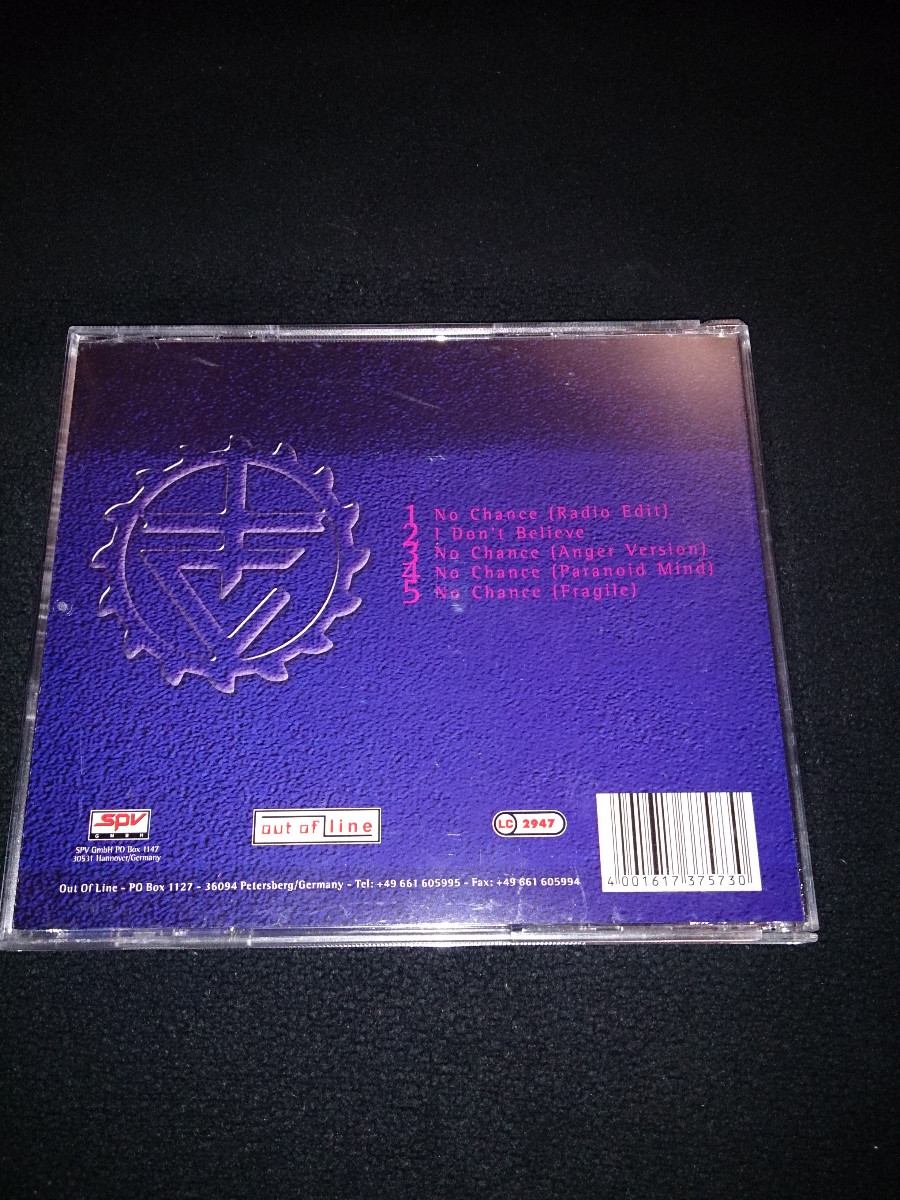 1 No Chance (Radio Edit)
2 I Don't Believe
3 No Chance (Anger Version)
4 No Chance (Paranoid Mind)
5 No Chance (Fragile)
SPV
GMBH
SPV GmbH PO Box 1147
30531 Hannover/Germany
out of line
LC 2947
Out Of Line - PO Box 1127 - 36094 Petersberg/Germany - Tel: +49 661 605995 - Fax: +49 661 605994
4 001617 375730